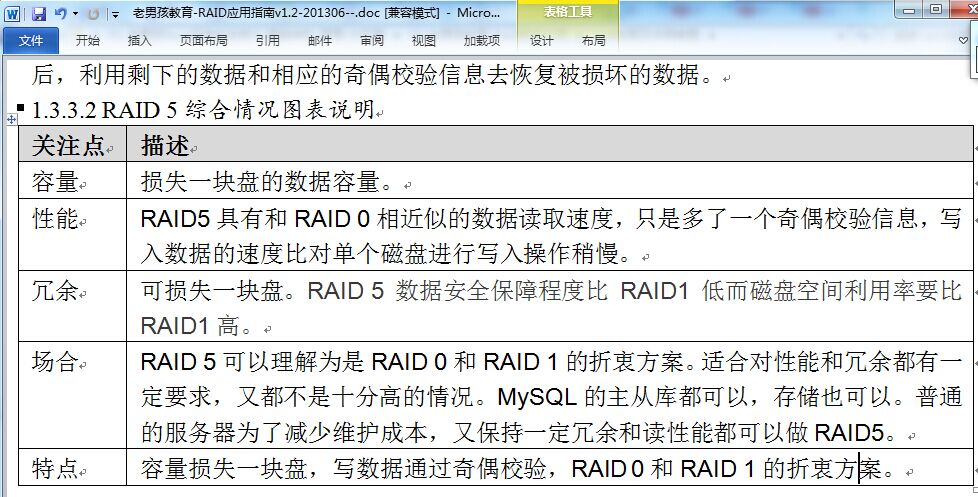 老男孩教育-RAID应用指南v1.2-201306--.doc [兼容模式] - Micro...
表格工具
文件 开始 插入 页面布局 引用 邮件 审阅 视图 加载项 设计 布局
后，利用剩下的数据和相应的奇偶校验信息去恢复被损坏的数据。
1.3.3.2 RAID 5 综合情况图表说明
关注点 描述
容量 损失一块盘的数据容量。
性能 RAID5 具有和 RAID 0 相近似的数据读取速度，只是多了一个奇偶校验信息，写
入数据的速度比对单个磁盘进行写入操作稍慢。
冗余 可损失一块盘。RAID 5 数据安全保障程度比 RAID1 低而磁盘空间利用率要比
RAID1 高。
场合 RAID 5 可以理解为是 RAID 0 和 RAID 1 的折衷方案。适合对性能和冗余都有一
定要求，又都不是十分高的情况。MySQL 的主从库都可以，存储也可以。普通
的服务器为了减少维护成本，又保持一定冗余和读性能都可以做 RAID5。
特点 容量损失一块盘，写数据通过奇偶校验，RAID 0 和 RAID 1 的折衷方案。